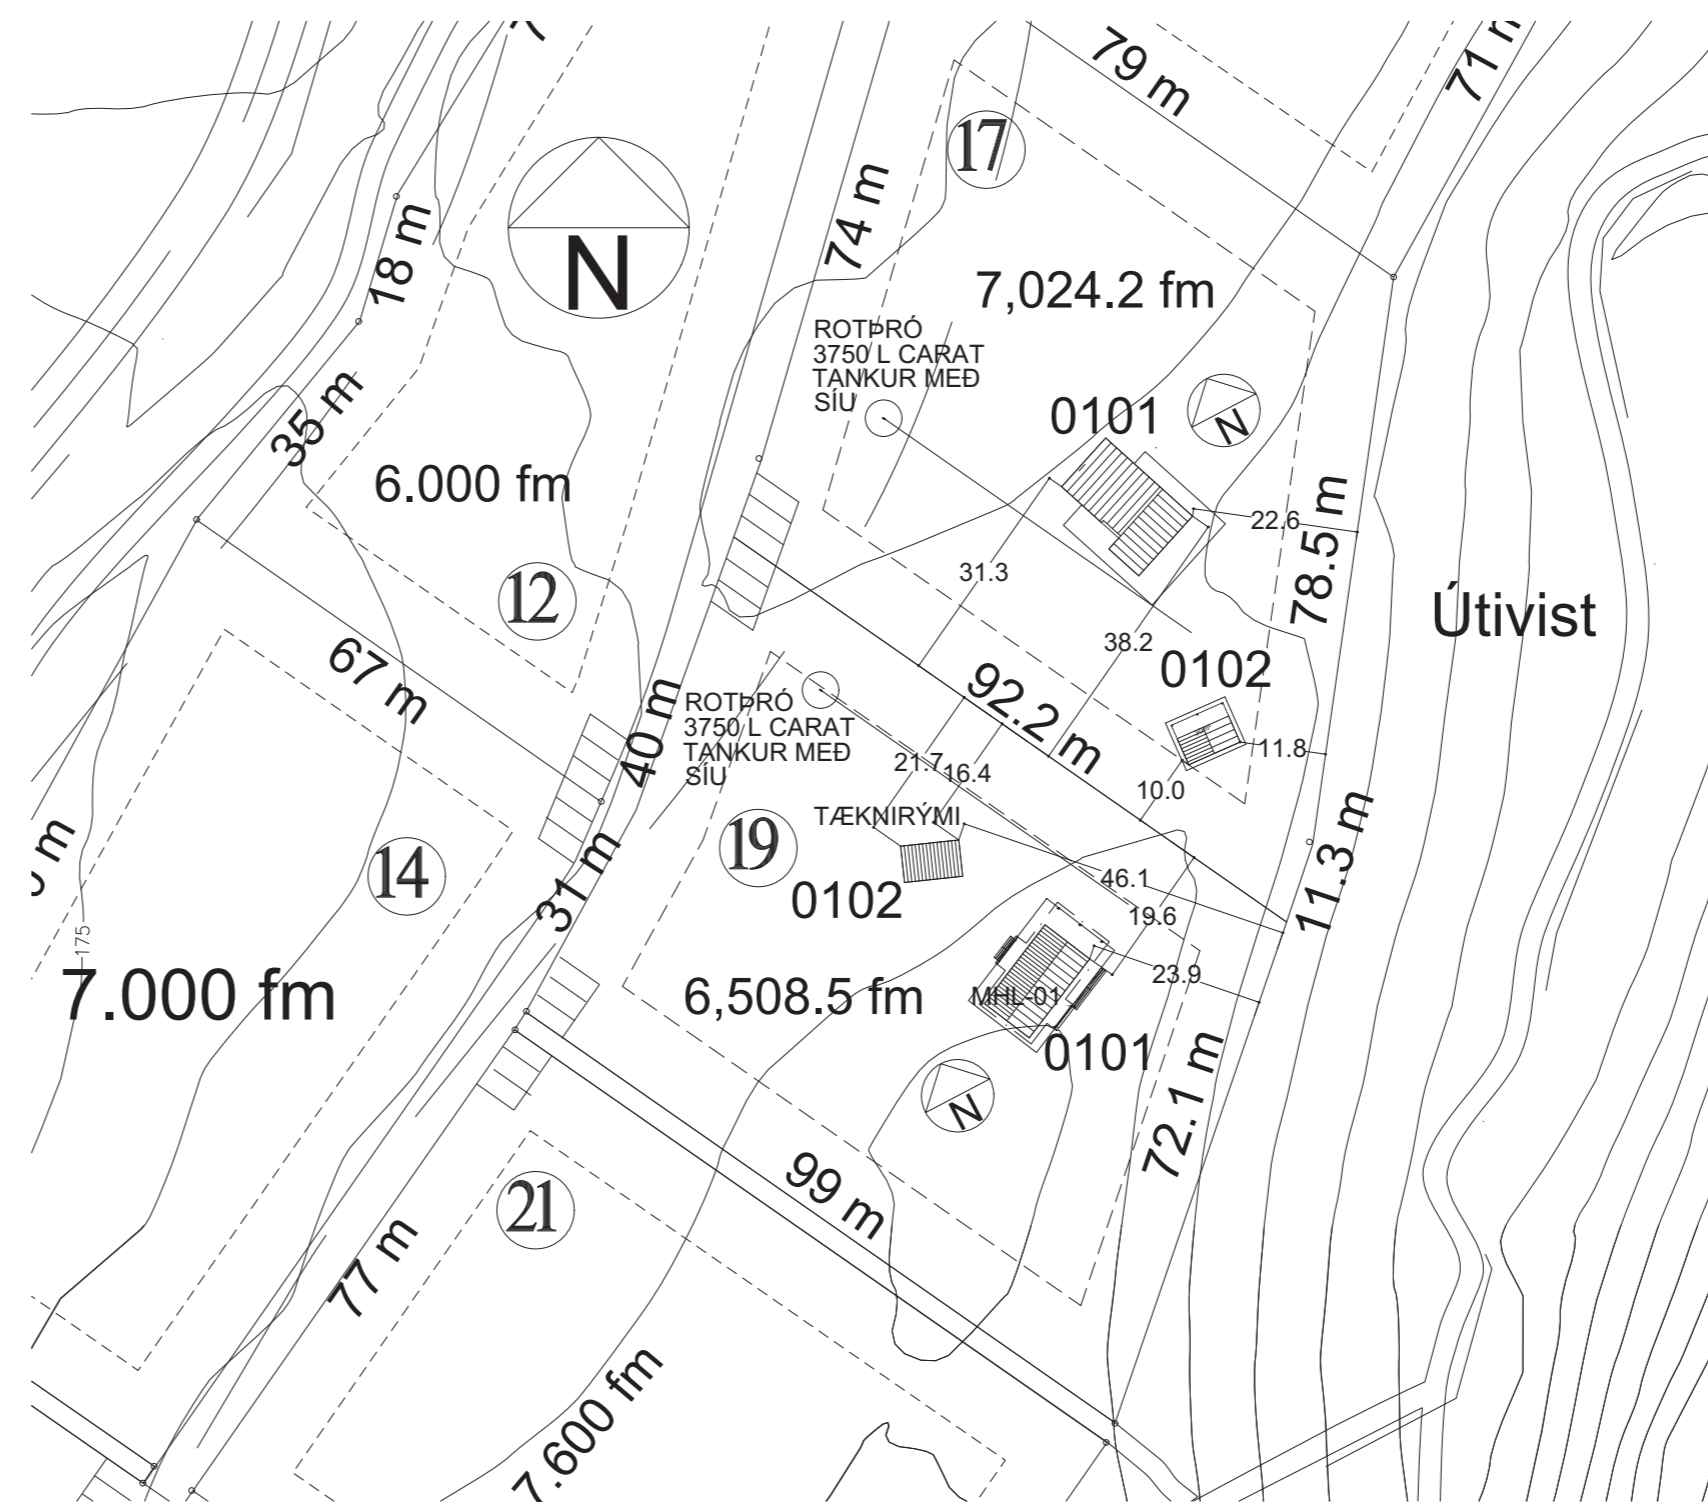 79 m
71 m
17
74 m
18 m
N
7,024.2 fm
ROTÞRÓ
3750 L CARAT
TANKUR MEÐ
SÍU
0101
N
35 m
6.000 fm
22.6
78.5 m
31.3
Útivist
12
38.2
0102
67 m
92.2 m
40 m
ROTÞRÓ
3750 L CARAT
TANKUR MEÐ
SÍU
21.7
16.4
11.8
10.0
TÆKNIRÝMI
19
11.3 m
14
31 m
0102
46.1
19.6
175
7.000 fm
6,508.5 fm
MHL-01
23.9
0101
N
72.1 m
99 m
21
77 m
7.600 fm